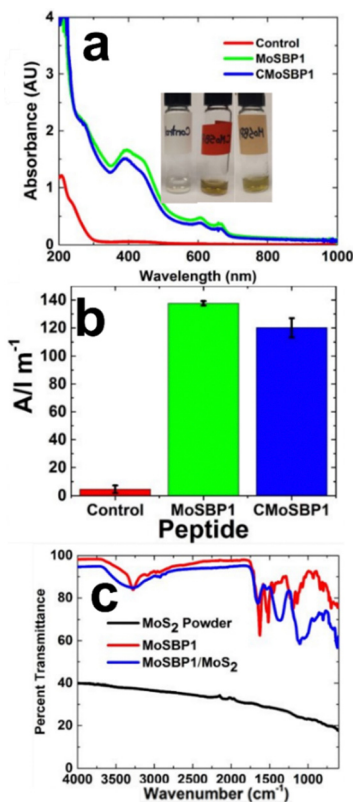 a
Control
MoSBP1
CMoSBP1
4
3
2
1
0
Absorbance (AU)
200
400
600
800
1000
Wavelength (nm)
Control
b
140
120
100
80
60
40
20
0
A/l m⁻¹
Control
MoSBP1
CMoSBP1
Peptide
c
100
80
60
40
20
0
Percent Transmittance
MoS₂ Powder
MoSBP1
MoSBP1/MoS₂
4000
3500
3000
2500
2000
1500
1000
Wavenumber (cm⁻¹)